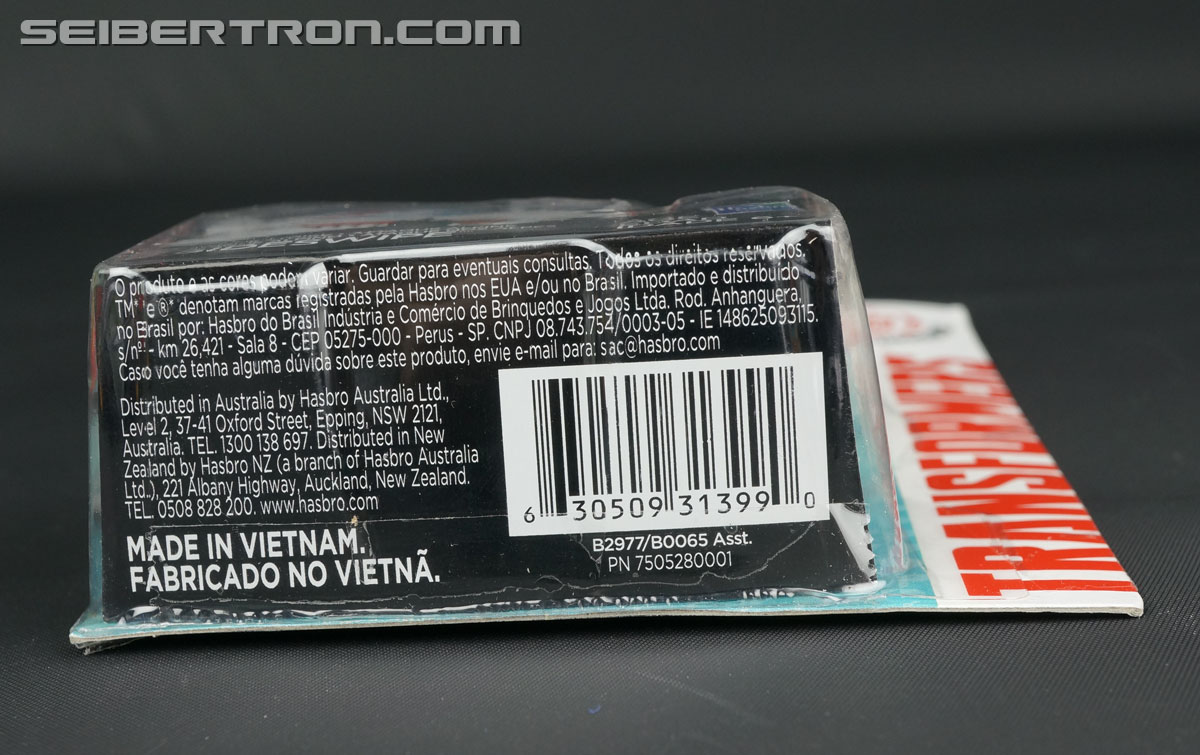 SEIBERTRON.COM
O produto e as cores podem variar. Guardar para eventuais consultas. Todos os direitos reservados.
TM* e ®* denotam marcas registradas pela Hasbro nos EUA e/ou no Brasil. Importado e distribuído
no Brasil por: Hasbro do Brasil Indústria e Comércio de Brinquedos e Jogos Ltda. Rod. Anhanguera,
s/nº - km 26,421 - Sala 8 - CEP 05275-000 - Perus - SP. CNPJ 08.743.754/0003-05 - IE 148625093115.
Caso você tenha alguma dúvida sobre este produto, envie e-mail para: sac@hasbro.com
Distributed in Australia by Hasbro Australia Ltd.,
Level 2, 37-41 Oxford Street, Epping, NSW 2121,
Australia. TEL. 1300 138 697. Distributed in New
Zealand by Hasbro NZ (a branch of Hasbro Australia
Ltd.), 221 Albany Highway, Auckland, New Zealand.
TEL. 0508 828 200. www.hasbro.com
MADE IN VIETNAM.
FABRICADO NO VIETNÃ.
6 30509 31399 0
B2977/B0065 Asst.
PN 7505280001
TRANSFORMERS